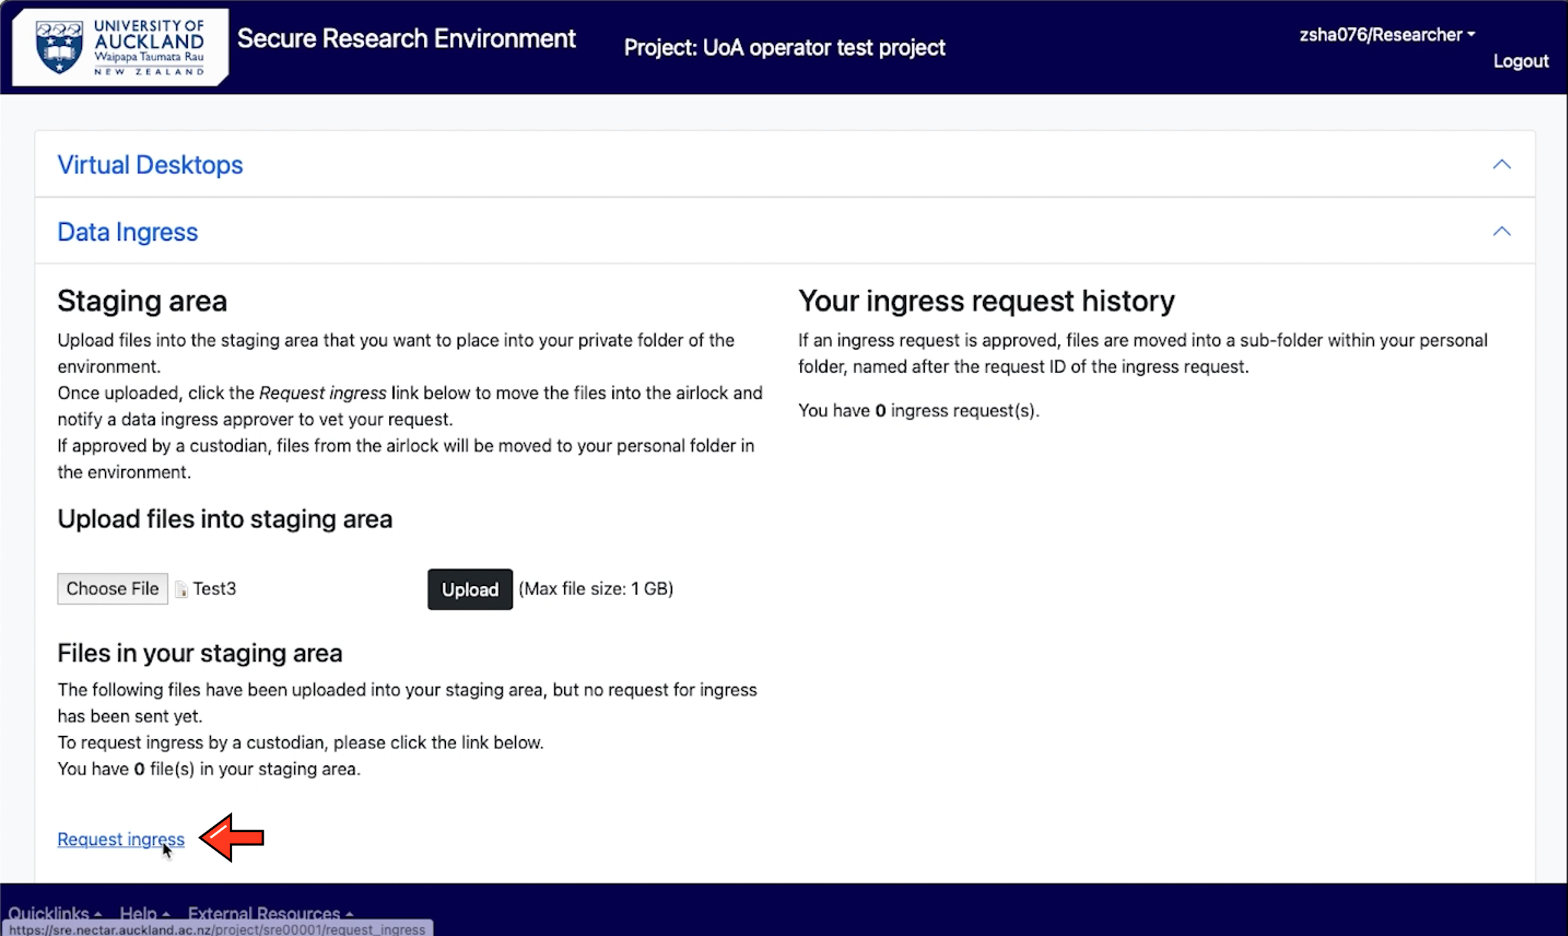 UNIVERSITY OF
AUCKLAND
Waipapa Taumata Rau
NEW ZEALAND
Secure Research Environment
Project: UoA operator test project
zsha076/Researcher
Logout
Virtual Desktops
Data Ingress
Staging area
Upload files into the staging area that you want to place into your private folder of the
environment.
Once uploaded, click the Request ingress link below to move the files into the airlock and
notify a data ingress approver to vet your request.
If approved by a custodian, files from the airlock will be moved to your personal folder in
the environment.
Upload files into staging area
Choose File Test3 Upload (Max file size: 1 GB)
Files in your staging area
The following files have been uploaded into your staging area, but no request for ingress
has been sent yet.
To request ingress by a custodian, please click the link below.
You have 0 file(s) in your staging area.
Request ingress
Your ingress request history
If an ingress request is approved, files are moved into a sub-folder within your personal
folder, named after the request ID of the ingress request.
You have 0 ingress request(s).
Quicklinks Help External Resources
https://sre.nectar.auckland.ac.nz/project/sre00001/request_ingress